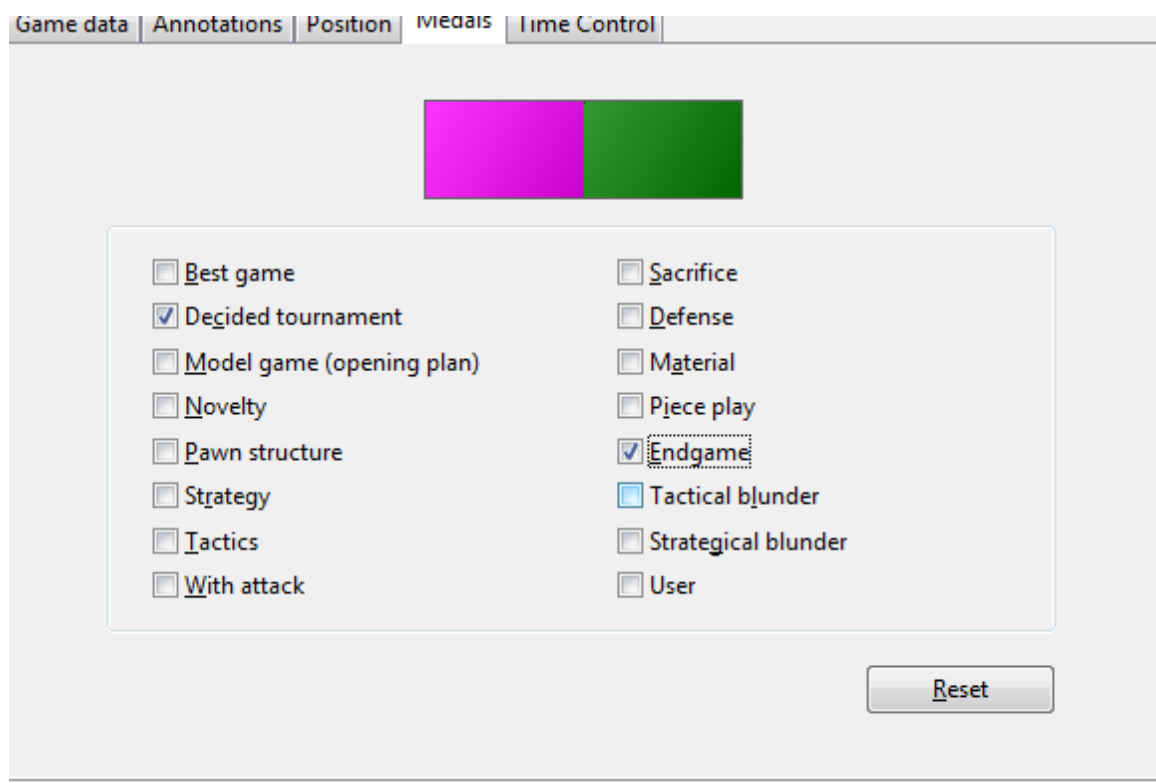 Game data Annotations Position Medals Time Control
Best game
Decided tournament
Model game (opening plan)
Novelty
Pawn structure
Strategy
Tactics
With attack
Sacrifice
Defense
Material
Piece play
Endgame
Tactical blunder
Strategical blunder
User
Reset